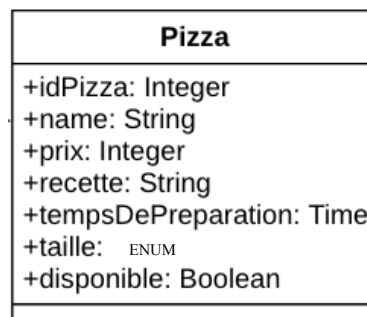 Pizza
+idPizza: Integer
+name: String
+prix: Integer
+recette: String
+tempsDePreparation: Time
+taille: ENUM
+disponible: Boolean